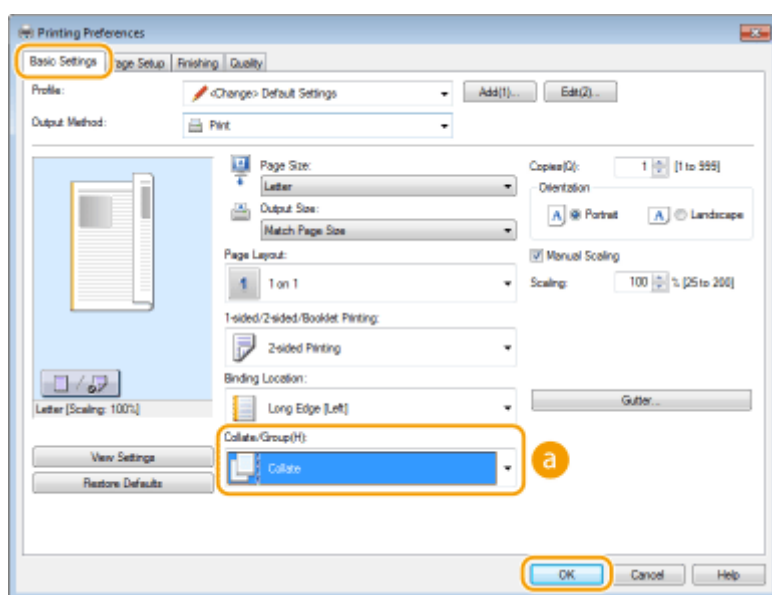 Printing Preferences
Basic Settings Page Setup Finishing Quality
Profile: <Change> Default Settings Add(1)... Edit(2)...
Output Method: Print
Page Size: Copies(Q): 1 [1 to 999]
Letter Orientation
Output Size: A Portrait A Landscape
Match Page Size
Page Layout: Manual Scaling
1 1 on 1 Scaling: 100 % [25 to 200]
1-sided/2-sided/Booklet Printing:
2-sided Printing
Binding Location:
Letter [Scaling: 100%] Long Edge [Left] Gutter...
Collate/Group(H):
View Settings Collate a
Restore Defaults
OK Cancel Help